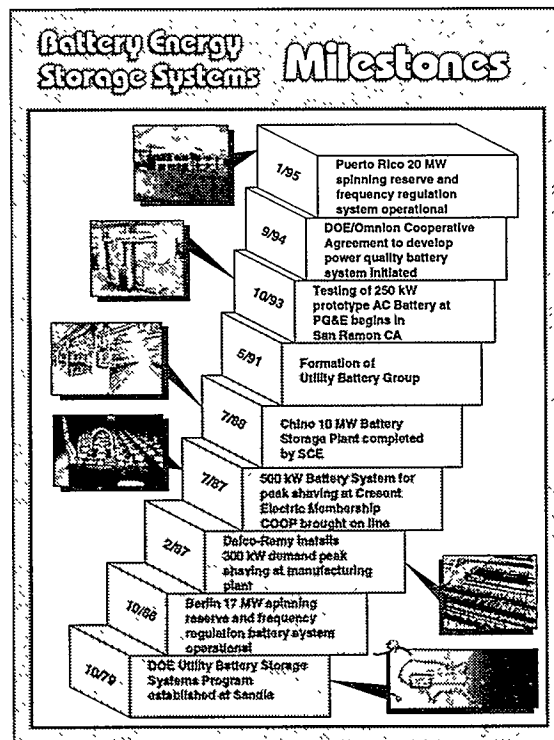 Battery Energy
Storage Systems
Milestones
1/95
Puerto Rico 20 MW
spinning reserve and
frequency regulation
system operational
9/94
DOE/Omnion Cooperative
Agreement to develop
power quality battery
system initiated
10/93
Testing of 250 kW
prototype AC Battery at
PG&E begins in
San Ramon CA
5/91
Formation of
Utility Battery Group
7/88
Chino 10 MW Battery
Storage Plant completed
by SCE
7/87
500 kW Battery System for
peak shaving at Cresent
Electric Membership
COOP brought on line
2/87
Delco-Remy installs
300 kW demand peak
shaving at manufacturing
plant
10/86
Berlin 17 MW spinning
reserve and frequency
regulation battery system
operational
10/79
DOE Utility Battery Storage
Systems Program
established at Sandia